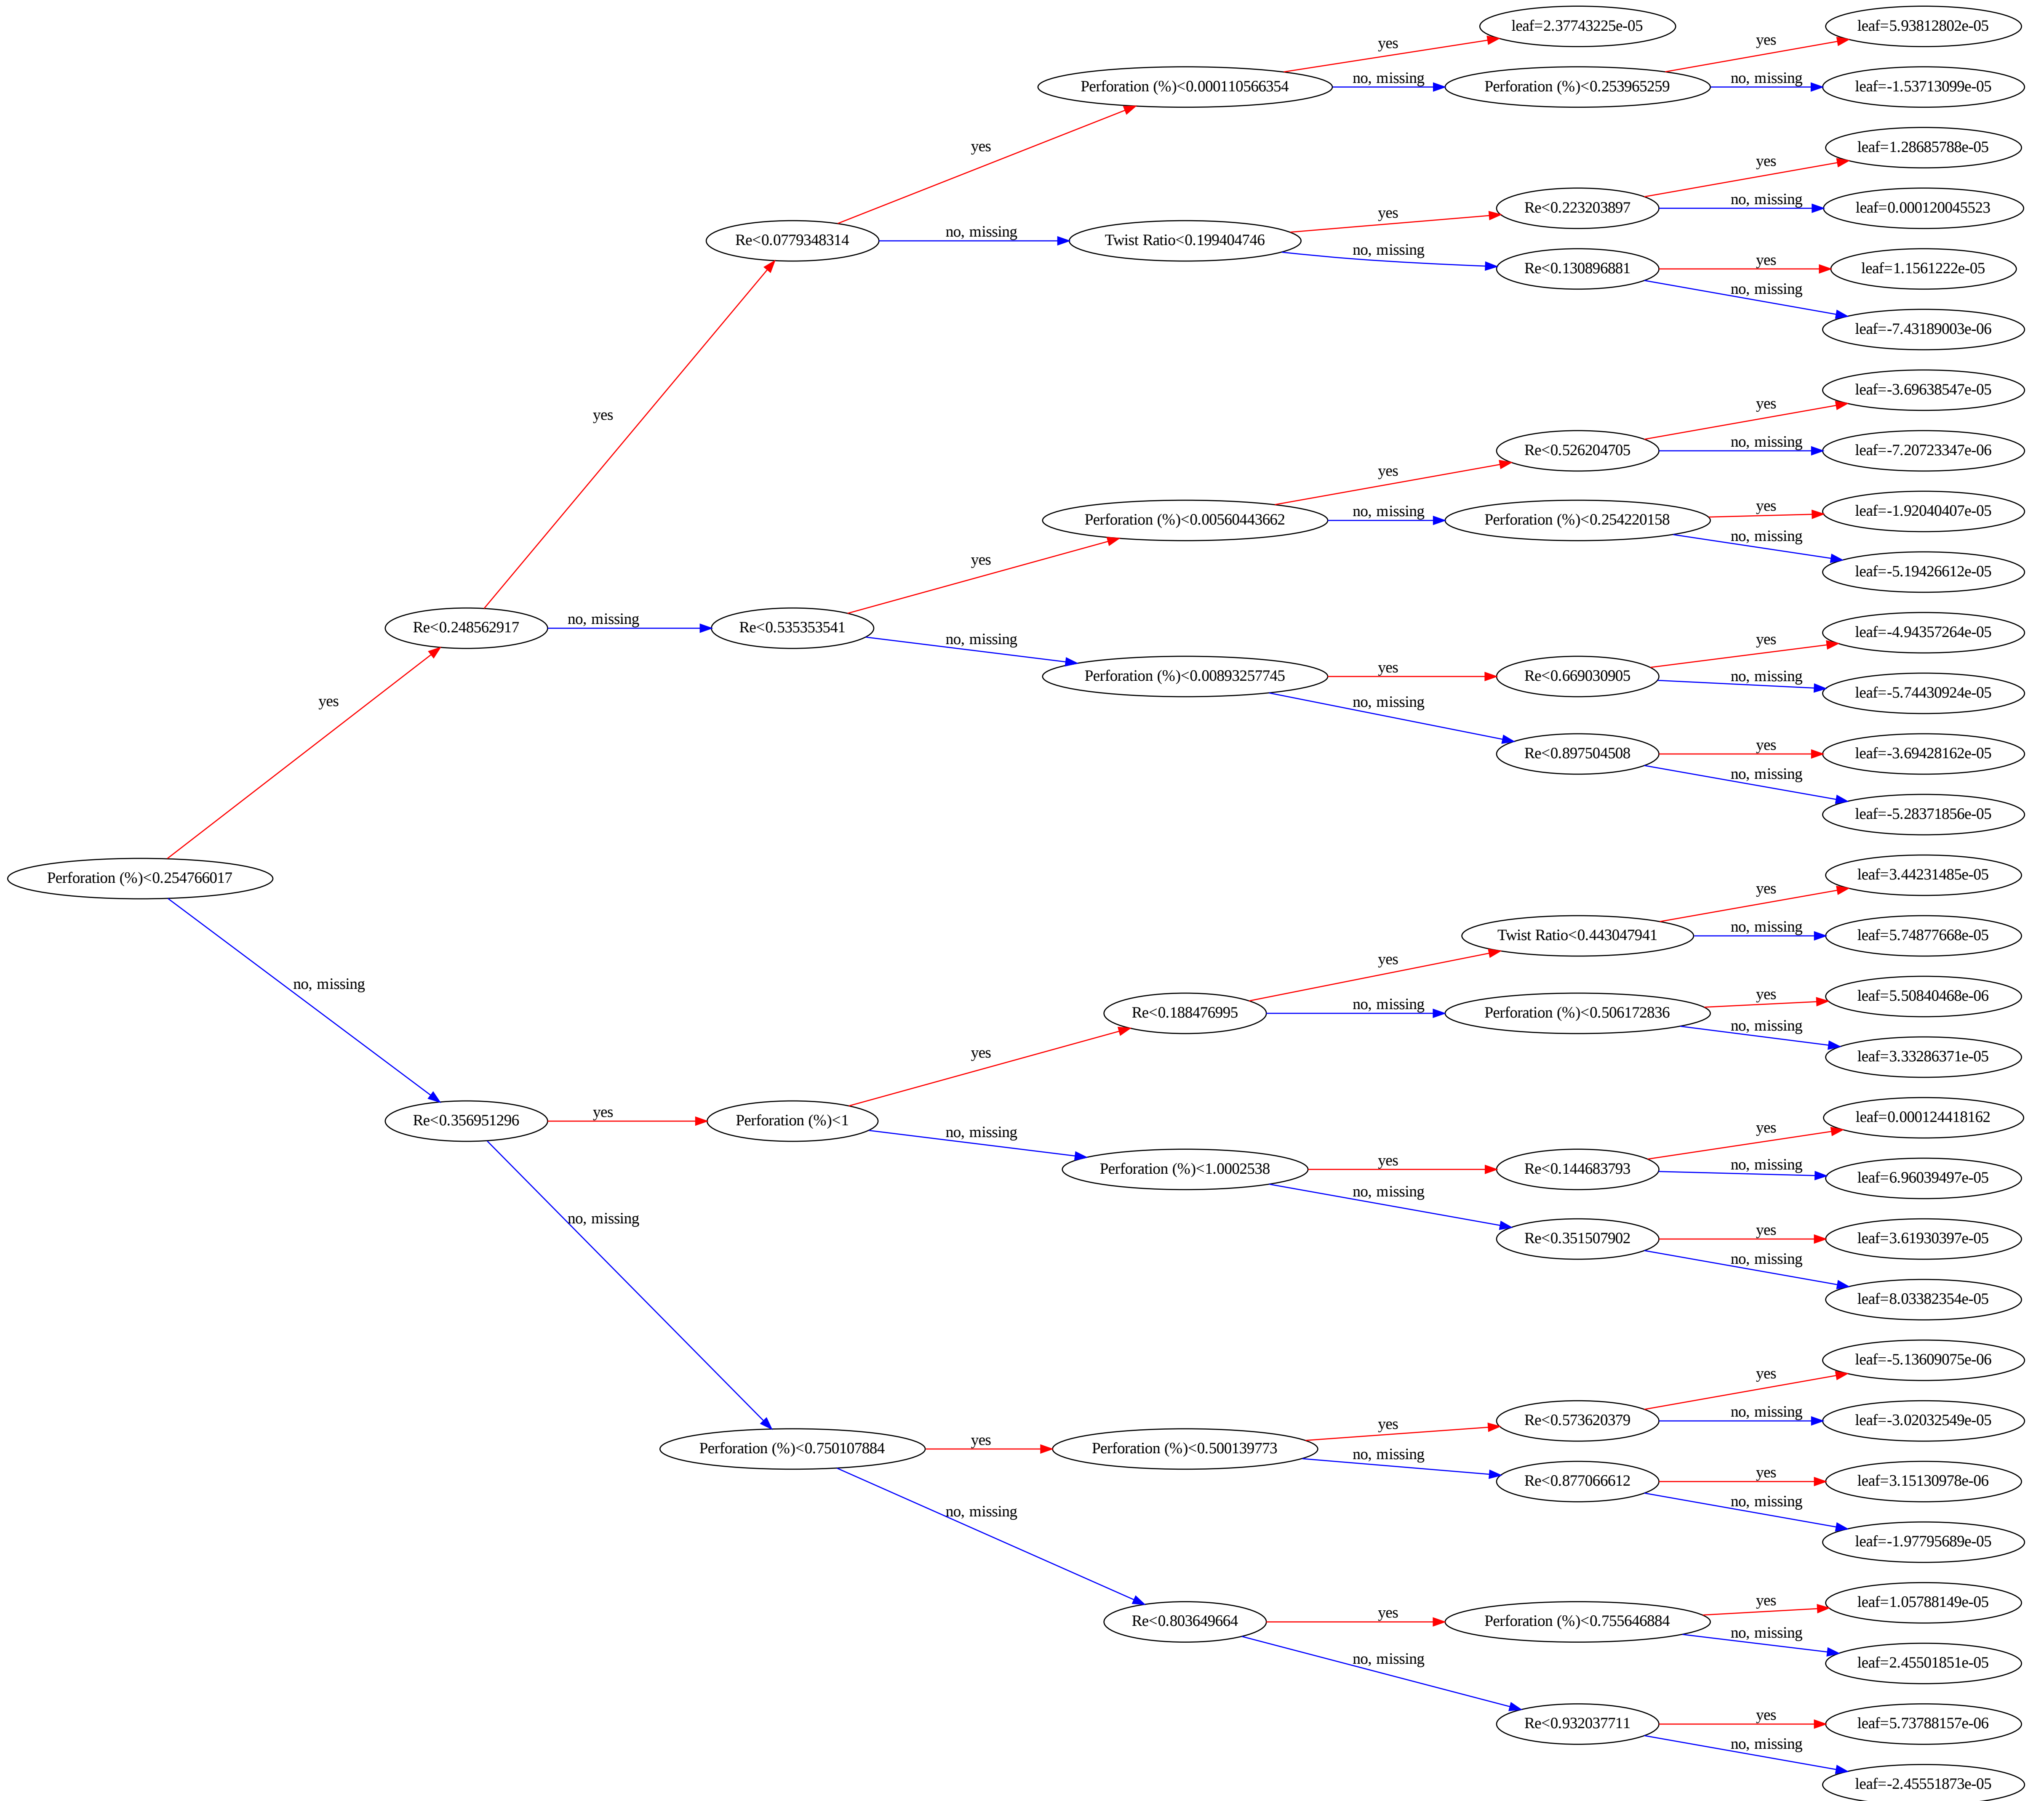 leaf=2.37743225e-05
leaf=5.93812802e-05
yes
yes
Perforation (%)<0.000110566354
no, missing
Perforation (%)<0.253965259
no, missing
leaf=-1.53713099e-05
yes
leaf=1.28685788e-05
yes
Re<0.223203897
no, missing
leaf=0.000120045523
yes
Re<0.0779348314
no, missing
Twist Ratio<0.199404746
no, missing
Re<0.130896881
yes
leaf=1.1561222e-05
no, missing
leaf=-7.43189003e-06
yes
leaf=-3.69638547e-05
yes
Re<0.526204705
no, missing
leaf=-7.20723347e-06
yes
Perforation (%)<0.00560443662
no, missing
Perforation (%)<0.254220158
yes
leaf=-1.92040407e-05
no, missing
leaf=-5.19426612e-05
yes
Re<0.248562917
no, missing
Re<0.535353541
no, missing
Perforation (%)<0.00893257745
yes
Re<0.669030905
yes
leaf=-4.94357264e-05
no, missing
leaf=-5.74430924e-05
no, missing
Re<0.897504508
yes
leaf=-3.69428162e-05
no, missing
leaf=-5.28371856e-05
yes
Perforation (%)<0.254766017
no, missing
leaf=3.44231485e-05
yes
Twist Ratio<0.443047941
no, missing
leaf=5.74877668e-05
yes
Re<0.188476995
no, missing
Perforation (%)<0.506172836
yes
leaf=5.50840468e-06
no, missing
leaf=3.33286371e-05
yes
Re<0.356951296
yes
Perforation (%)<1
no, missing
Perforation (%)<1.0002538
yes
Re<0.144683793
yes
leaf=0.000124418162
no, missing
leaf=6.96039497e-05
no, missing
Re<0.351507902
yes
leaf=3.61930397e-05
no, missing
leaf=8.03382354e-05
no, missing
leaf=-5.13609075e-06
yes
Re<0.573620379
no, missing
leaf=-3.02032549e-05
yes
Perforation (%)<0.750107884
yes
Perforation (%)<0.500139773
no, missing
Re<0.877066612
yes
leaf=3.15130978e-06
no, missing
leaf=-1.97795689e-05
no, missing
Re<0.803649664
yes
Perforation (%)<0.755646884
yes
leaf=1.05788149e-05
no, missing
leaf=2.45501851e-05
no, missing
Re<0.932037711
yes
leaf=5.73788157e-06
no, missing
leaf=-2.45551873e-05